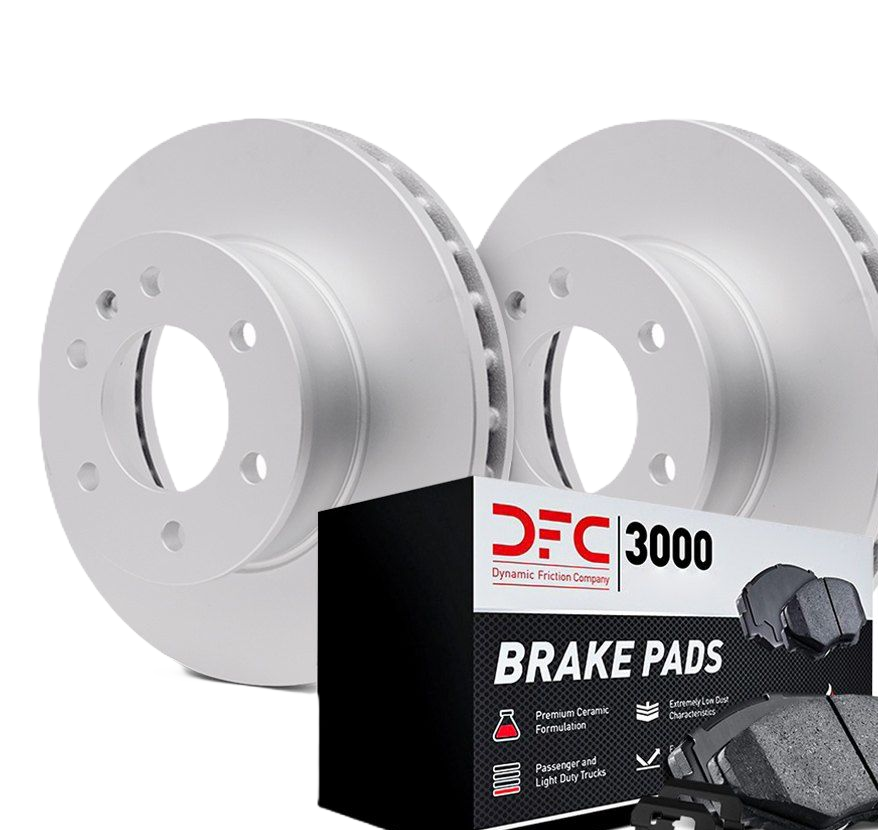 DFC
Dynamic Friction Company
3000
BRAKE PADS
Premium Ceramic
Formulation
Extremely Low Dust
Characteristics
Passenger and
Light Duty Trucks